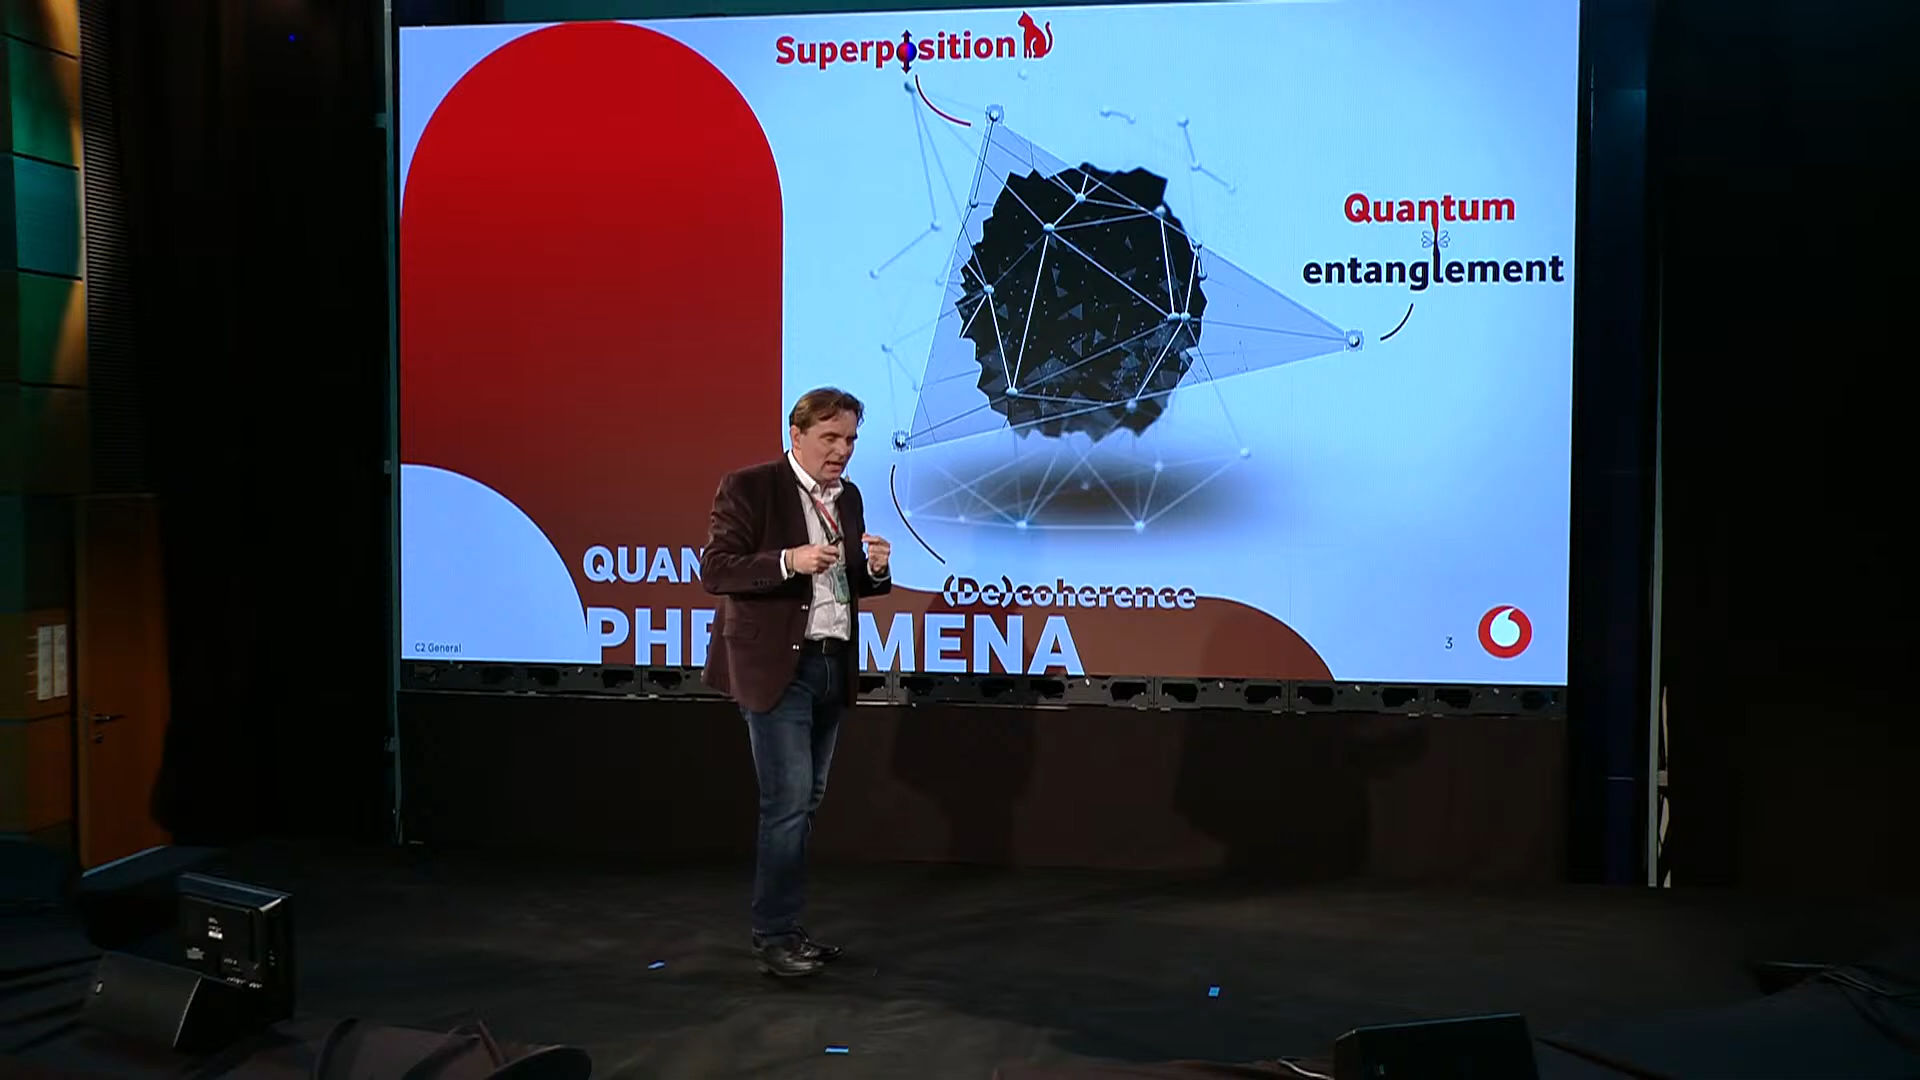 Superposition
Quantum
entanglement
(De)coherence
QUAN
PHE MENA
C2 General
3